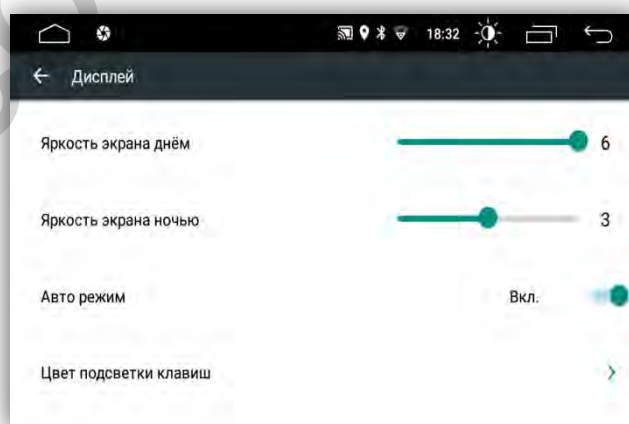 18:32
Дисплей
Яркость экрана днём 6
Яркость экрана ночью 3
Авто режим Вкл.
Цвет подсветки клавиш